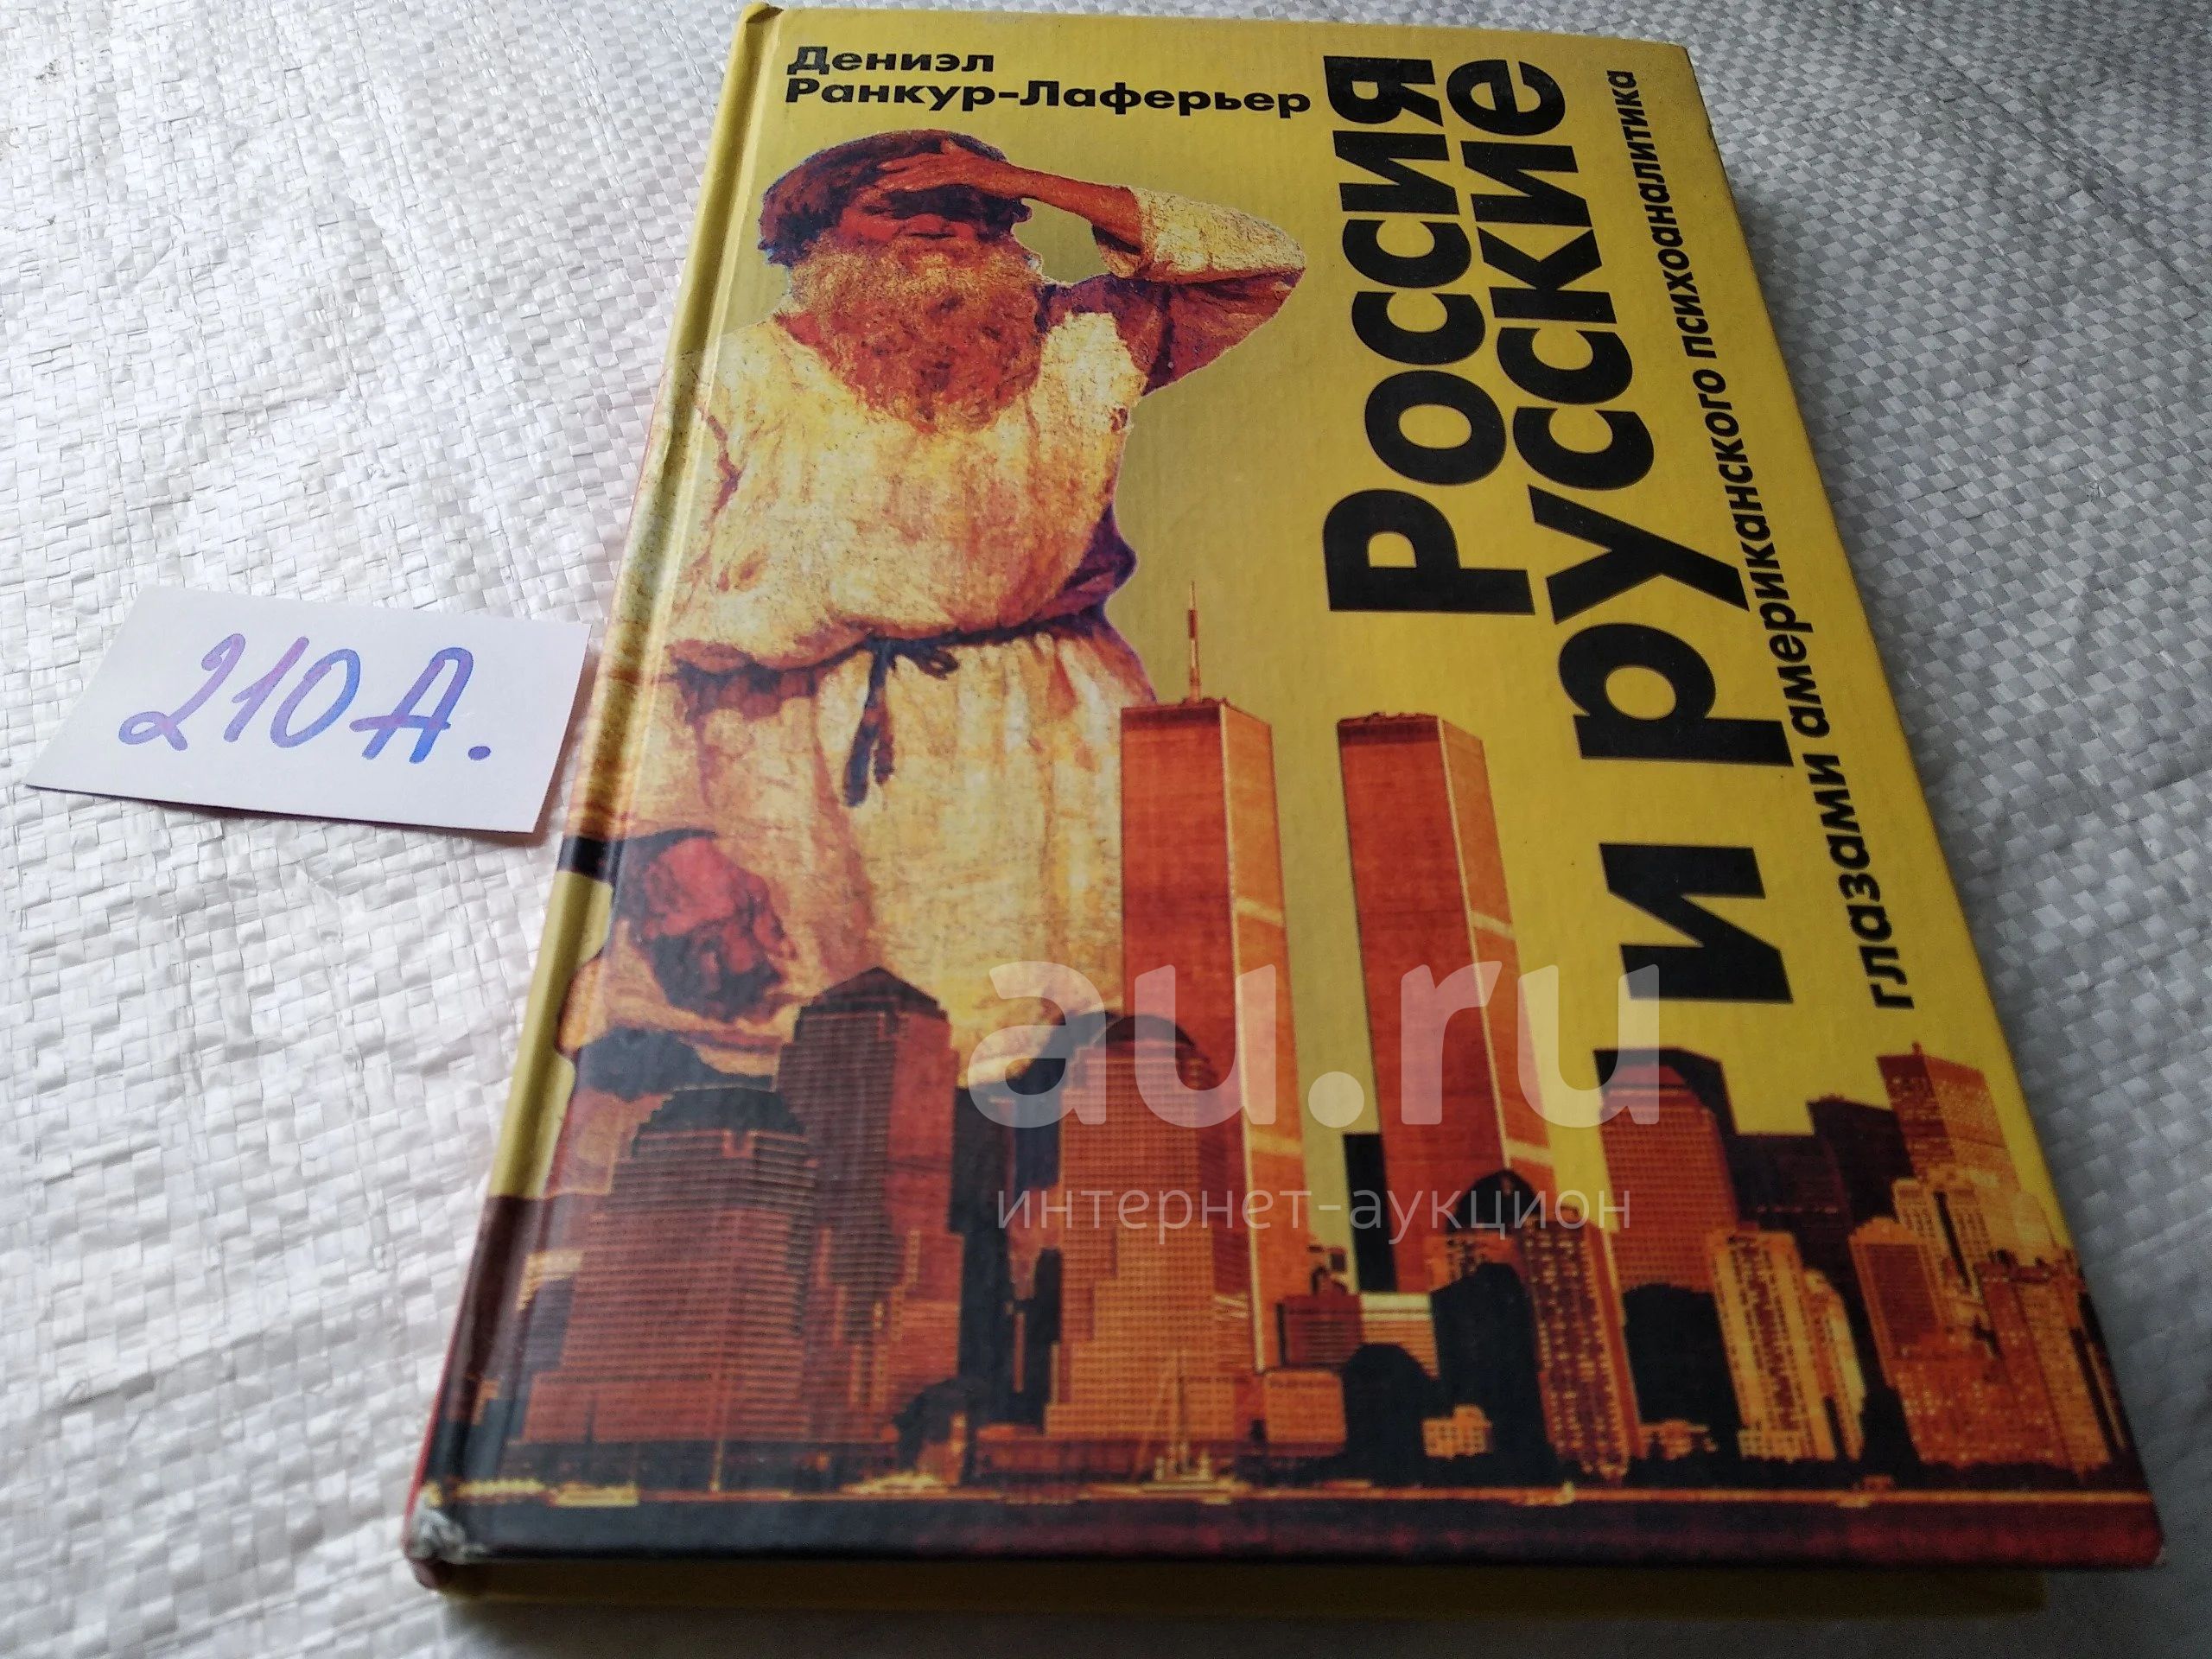 Дениэл
Ранкур-Лаферьер
Россия
и русские
глазами американского психоаналитика
210А.
au.ru
интернет-аукцион